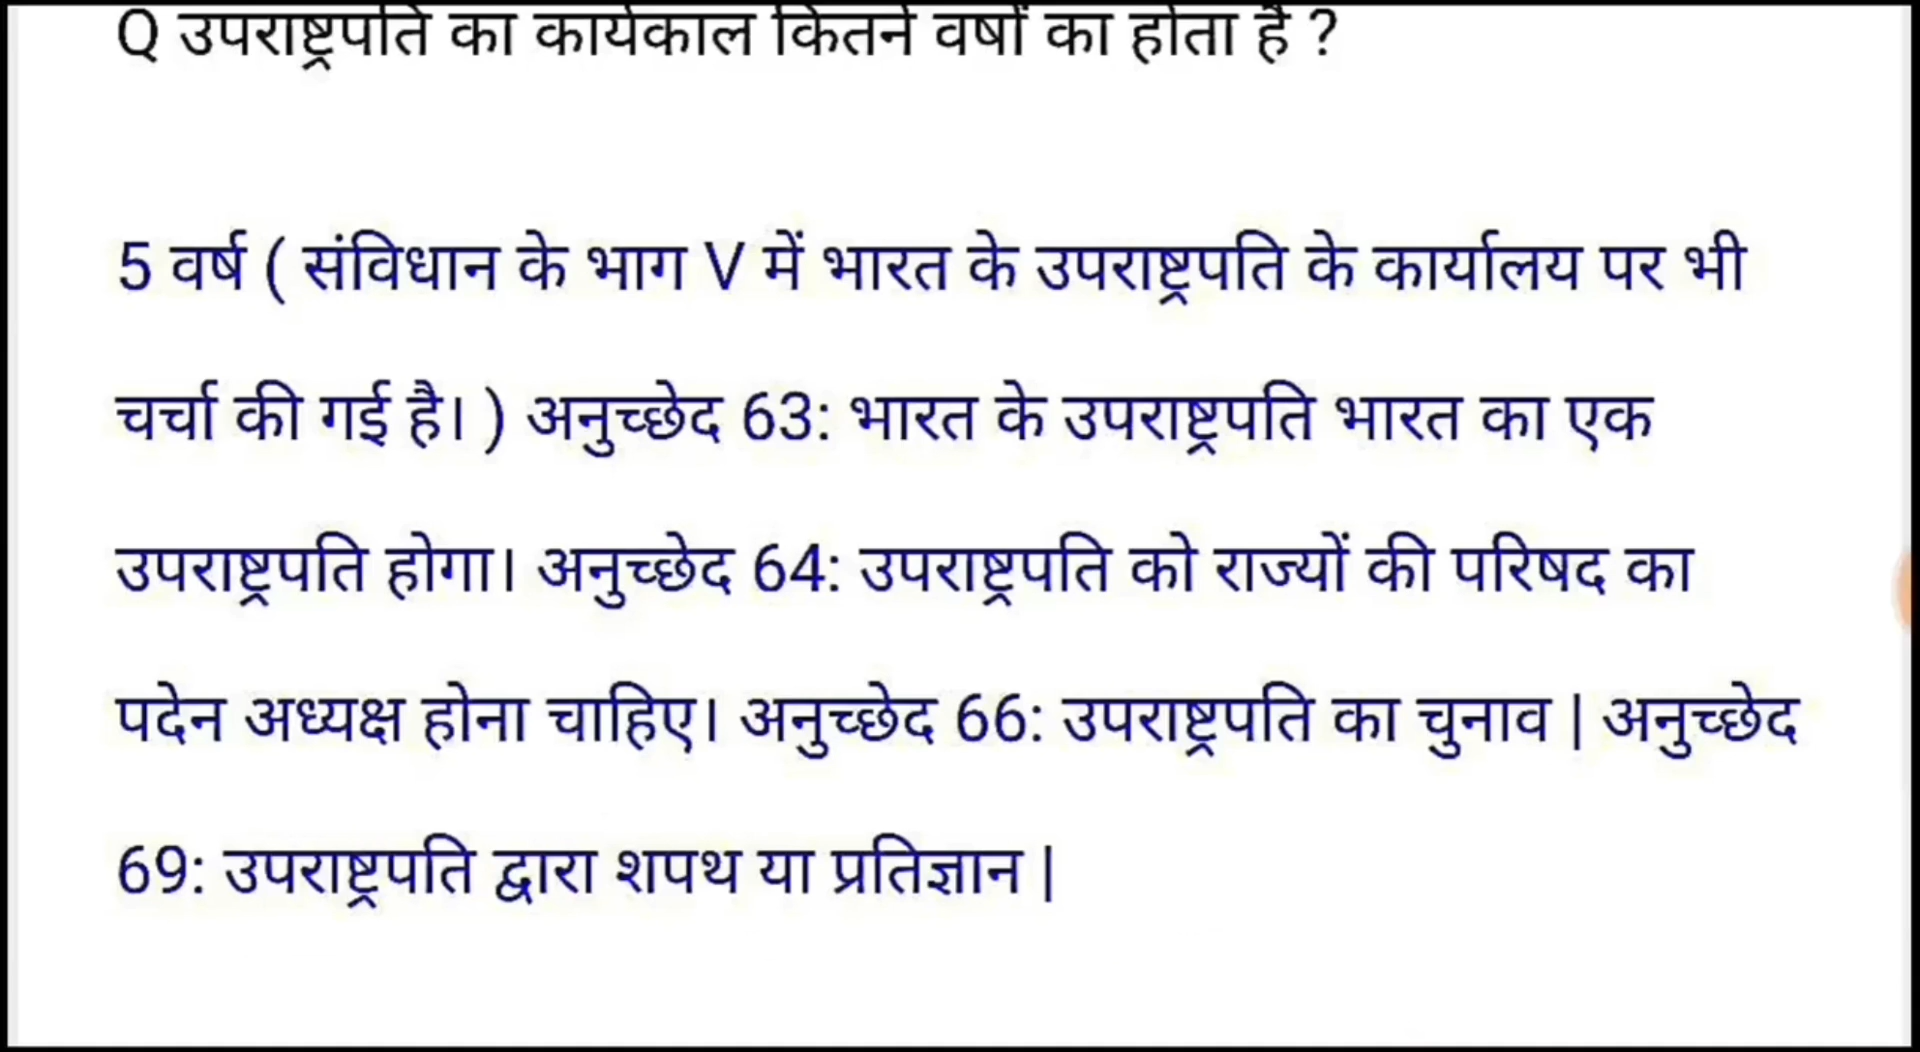 Q उपराष्ट्रपति का कार्यकाल कितने वर्षों का होता है ?
5 वर्ष ( संविधान के भाग V में भारत के उपराष्ट्रपति के कार्यालय पर भी
चर्चा की गई है। ) अनुच्छेद 63: भारत के उपराष्ट्रपति भारत का एक
उपराष्ट्रपति होगा। अनुच्छेद 64: उपराष्ट्रपति को राज्यों की परिषद का
पदेन अध्यक्ष होना चाहिए। अनुच्छेद 66: उपराष्ट्रपति का चुनाव | अनुच्छेद
69: उपराष्ट्रपति द्वारा शपथ या प्रतिज्ञान |